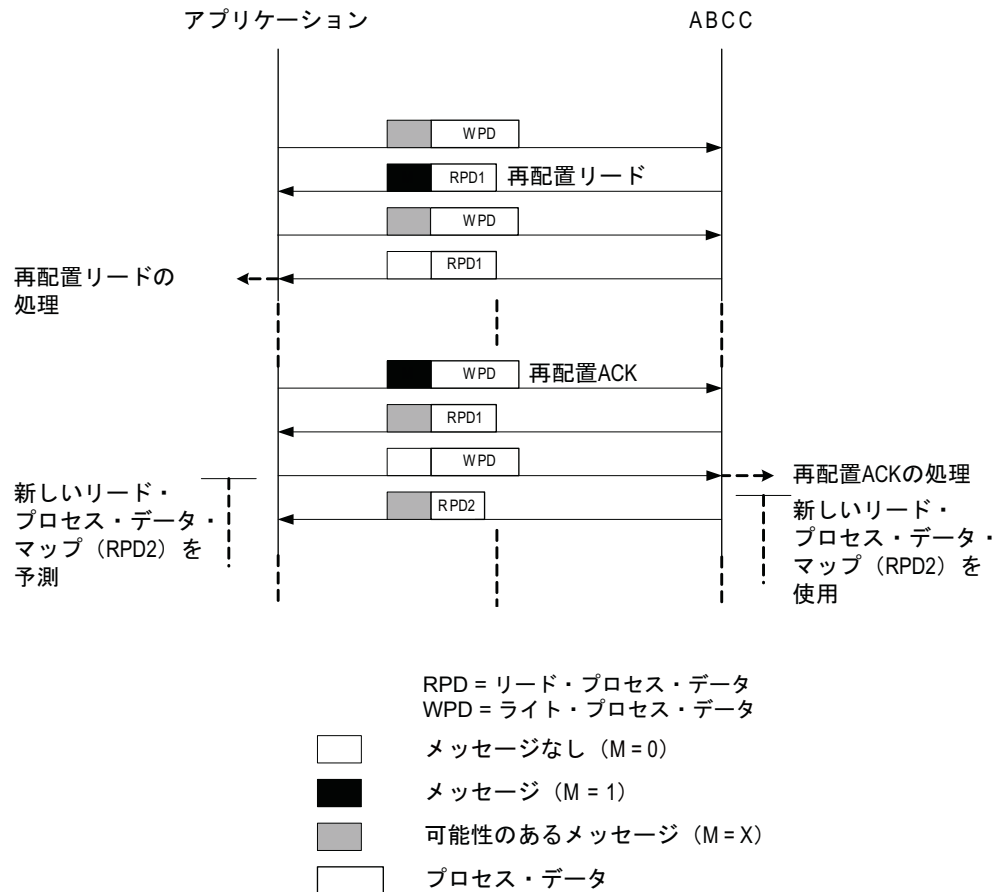 アプリケーション
ABCC
WPD
RPD1
再配置リード
WPD
RPD1
再配置リードの
処理
WPD
再配置ACK
RPD1
WPD
再配置ACKの処理
新しいリード・
プロセス・データ・
マップ（RPD2）を
予測
RPD2
新しいリード・
プロセス・データ・
マップ（RPD2）を
使用
RPD = リード・プロセス・データ
WPD = ライト・プロセス・データ
メッセージなし（M = 0）
メッセージ（M = 1）
可能性のあるメッセージ（M = X）
プロセス・データ